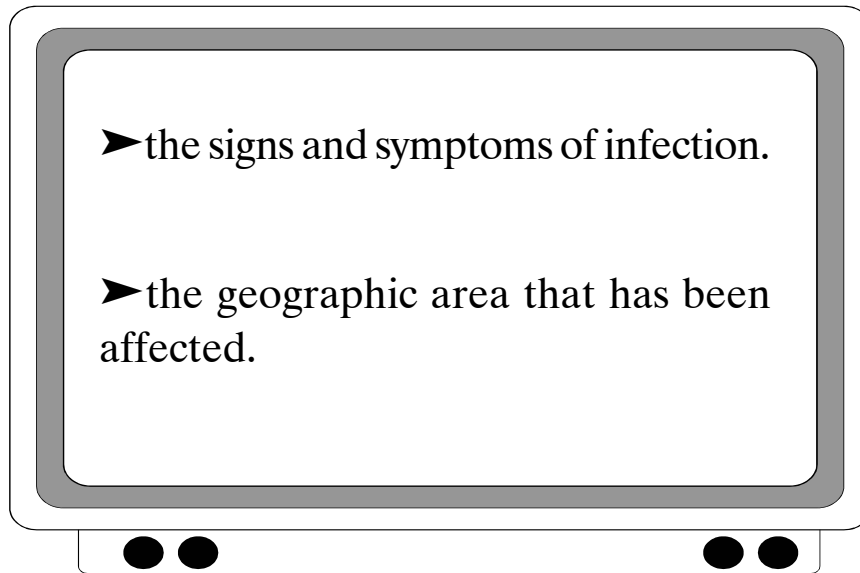 ➤the signs and symptoms of infection.
➤the geographic area that has been
affected.